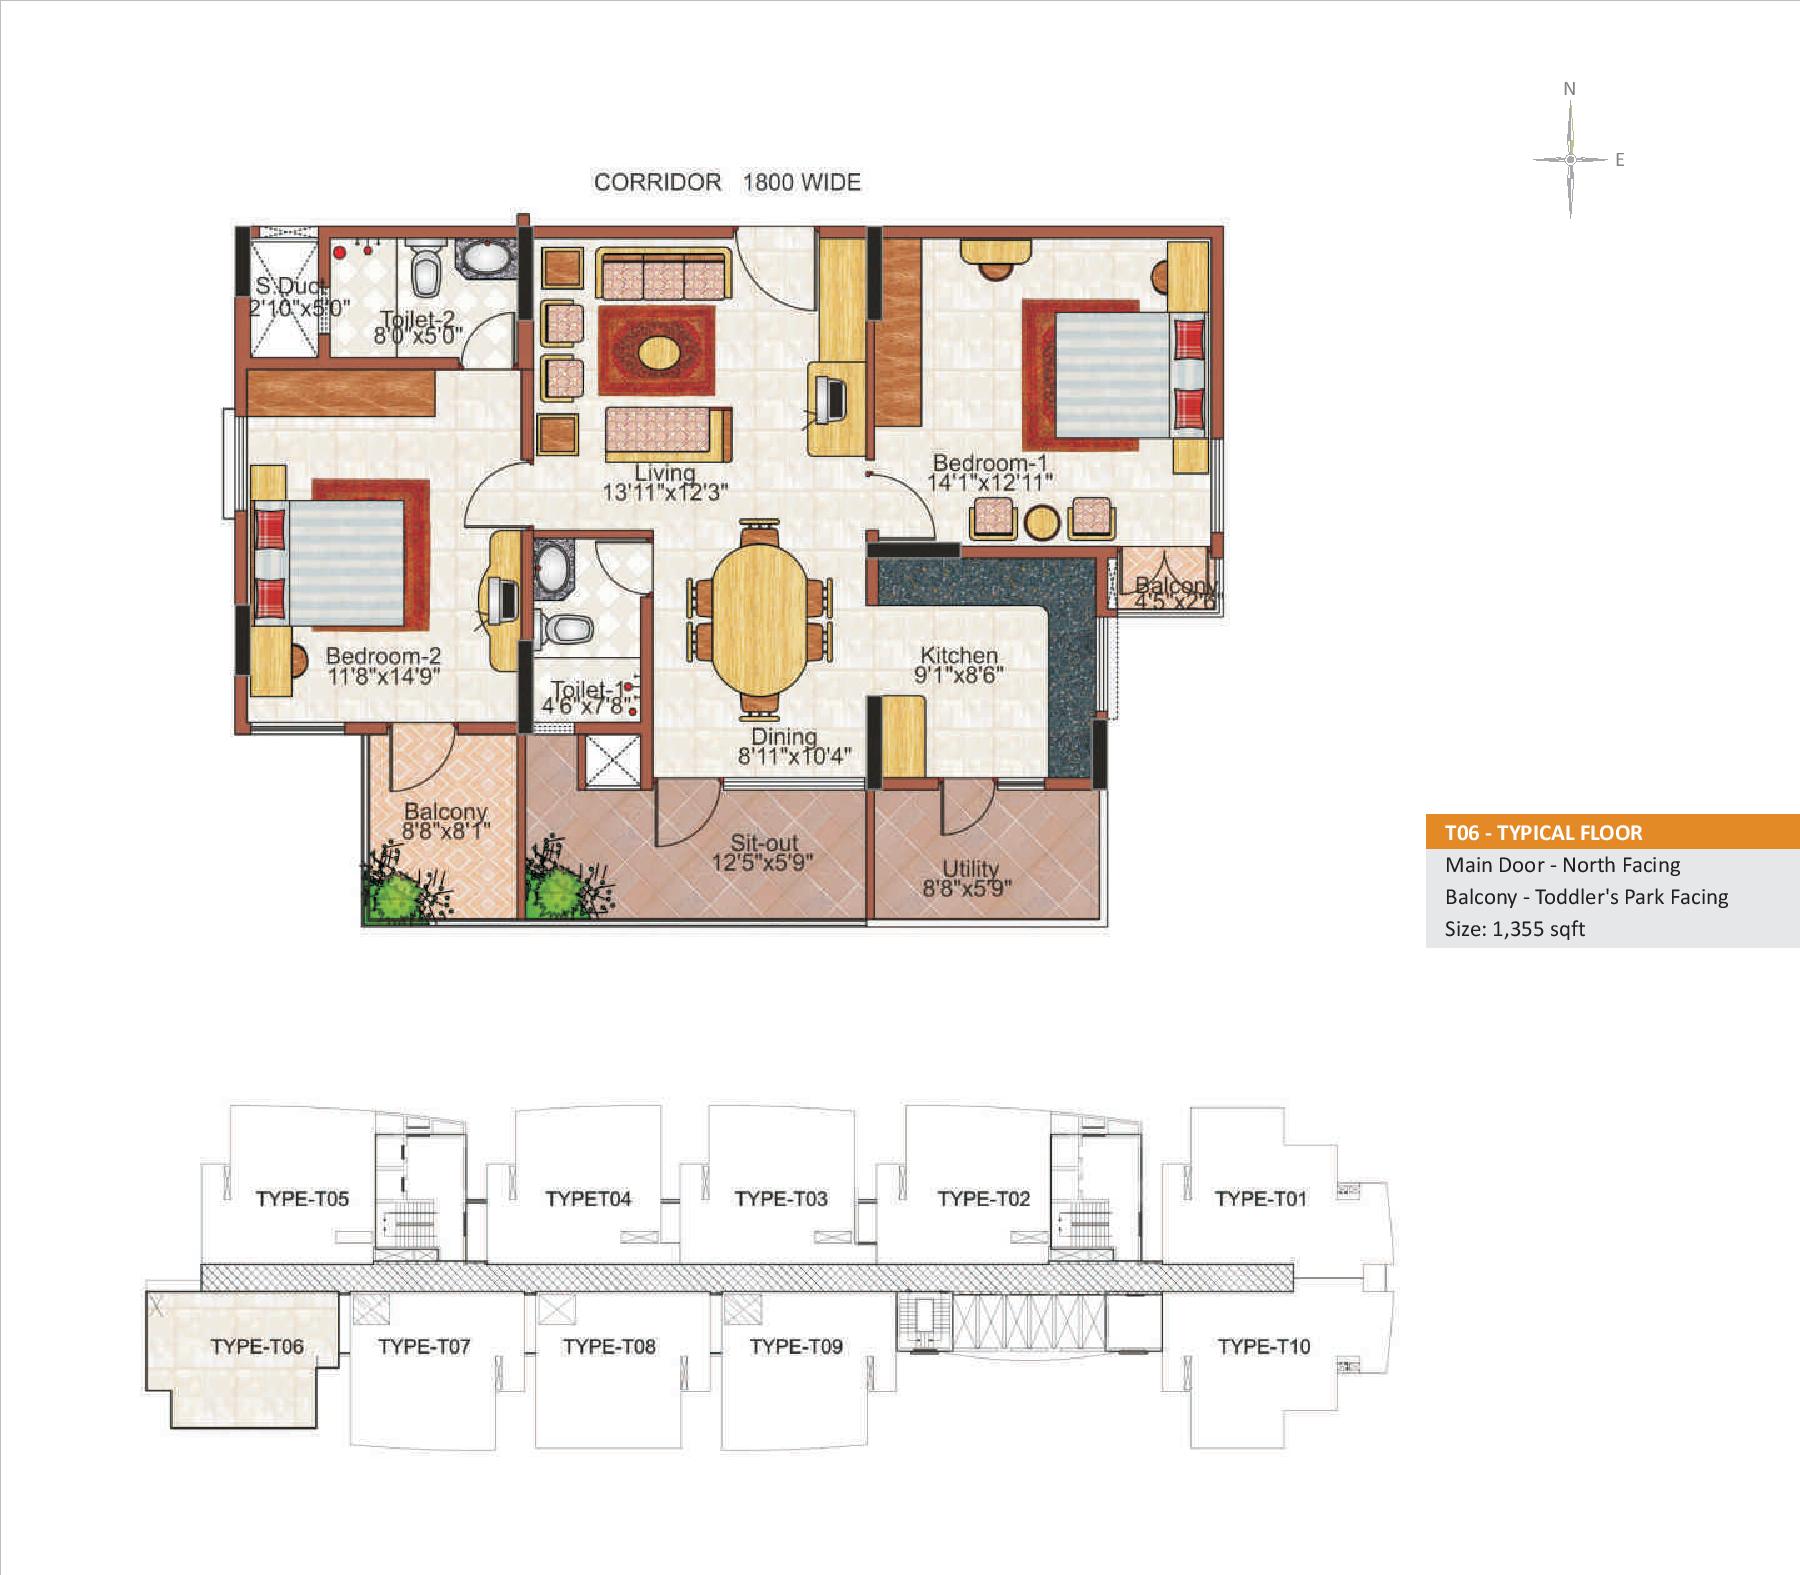 N
E
CORRIDOR 1800 WIDE
S.Duct
2'10"x5'0"
Toilet-2
8'0"x5'0"
Living
13'11"x12'3"
Bedroom-1
14'1"x12'11"
Balcony
4'5"x2'6"
Bedroom-2
11'8"x14'9"
Toilet-1
4'6"x7'8"
Kitchen
9'1"x8'6"
Dining
8'11"x10'4"
Balcony
8'8"x8'1"
Sit-out
12'5"x5'9"
Utility
8'8"x5'9"
T06 - TYPICAL FLOOR
Main Door - North Facing
Balcony - Toddler's Park Facing
Size: 1,355 sqft
TYPE-T05
TYPET04
TYPE-T03
TYPE-T02
TYPE-T01
TYPE-T06
TYPE-T07
TYPE-T08
TYPE-T09
TYPE-T10